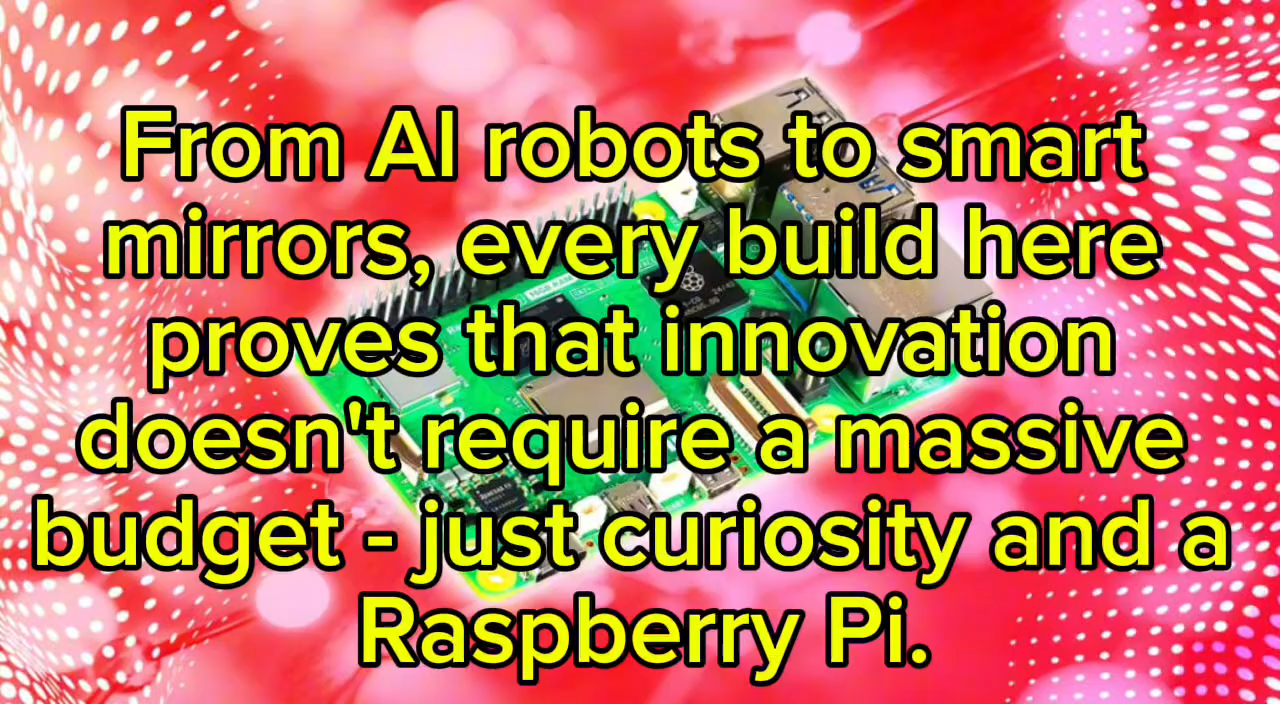 From AI robots to smart
mirrors, every build here
proves that innovation
doesn't require a massive
budget - just curiosity and a
Raspberry Pi.